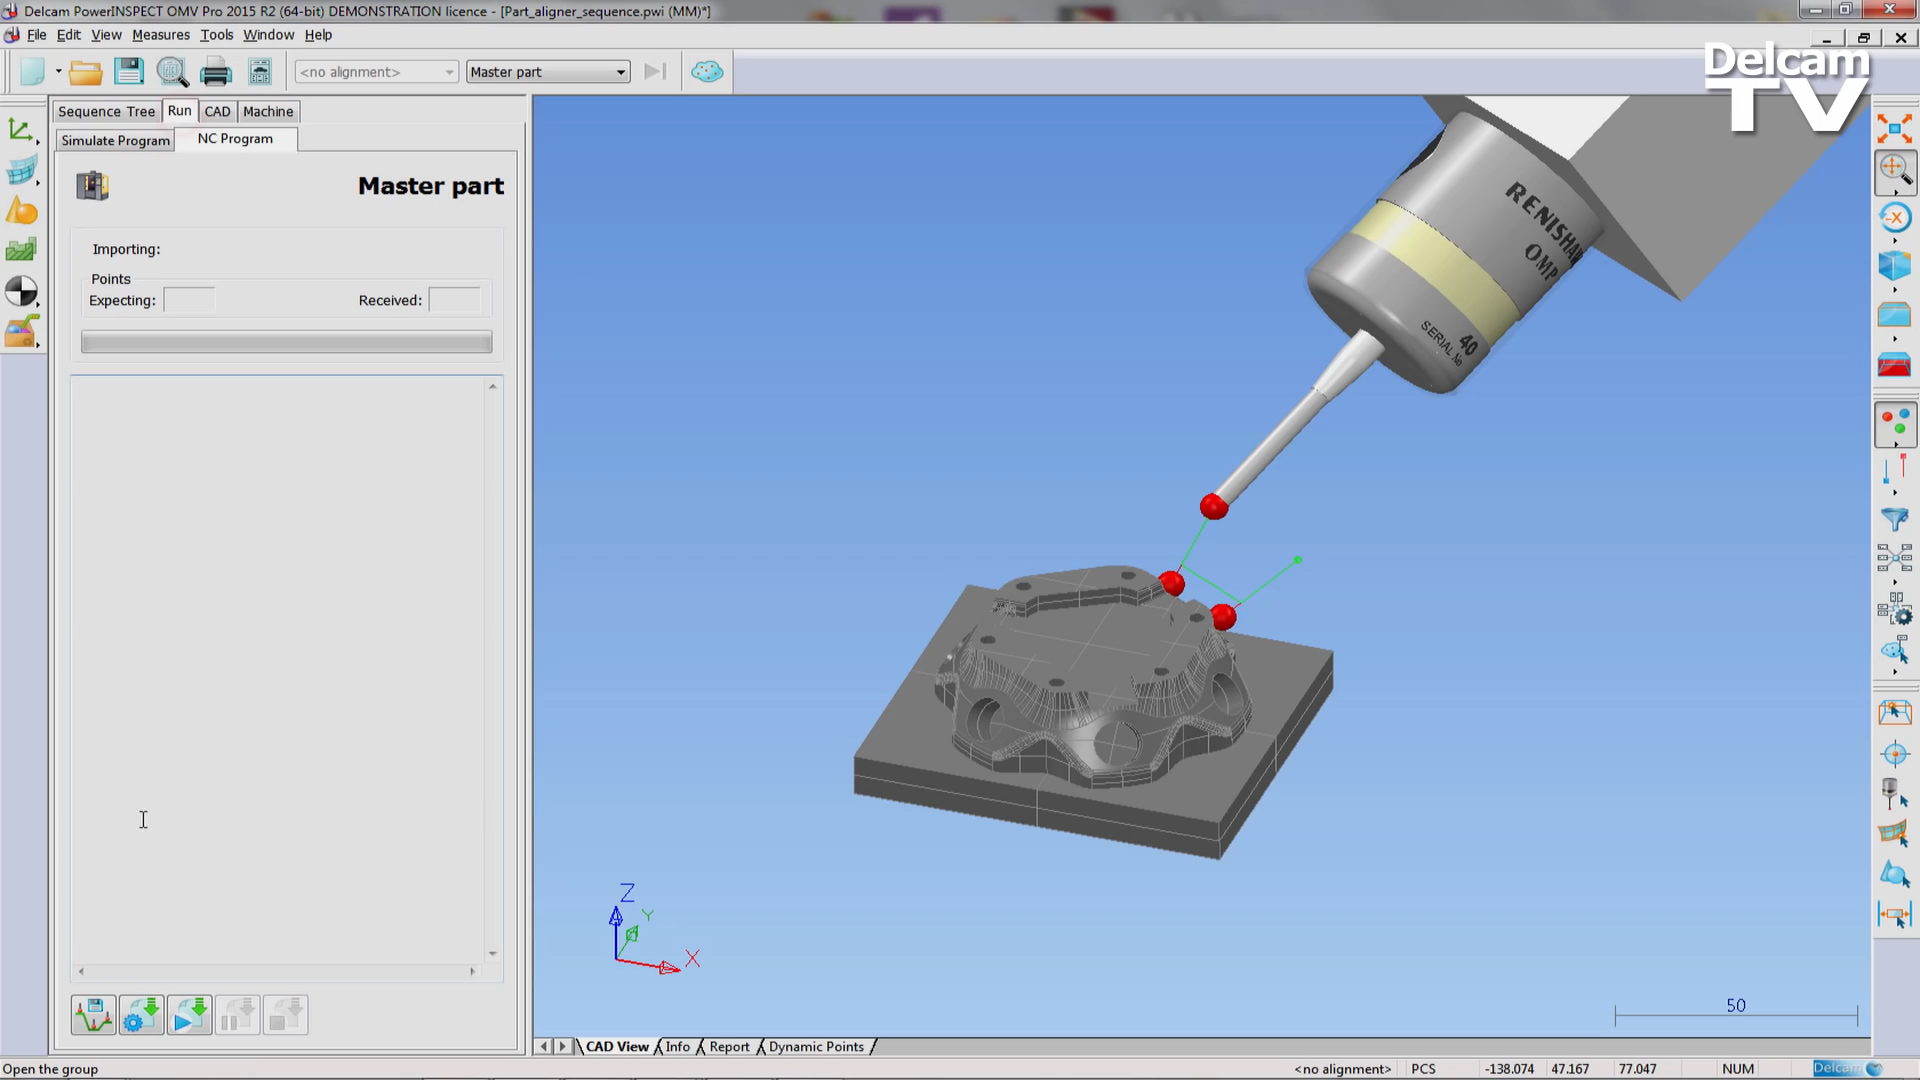 Delcam PowerINSPECT OMV Pro 2015 R2 (64-bit) DEMONSTRATION licence - [Part_aligner_sequence.pwi (MM)*]
File Edit View Measures Tools Window Help
<no alignment> Master part
Delcam
TV
Sequence Tree Run CAD Machine
Simulate Program NC Program
Master part
Importing:
Points
Expecting: Received:
RENISHAW
OMP
40
SERIAL №
Z
Y
X
50
CAD View Info Report Dynamic Points
Open the group <no alignment> PCS -138.074 47.167 77.047 NUM Delcam